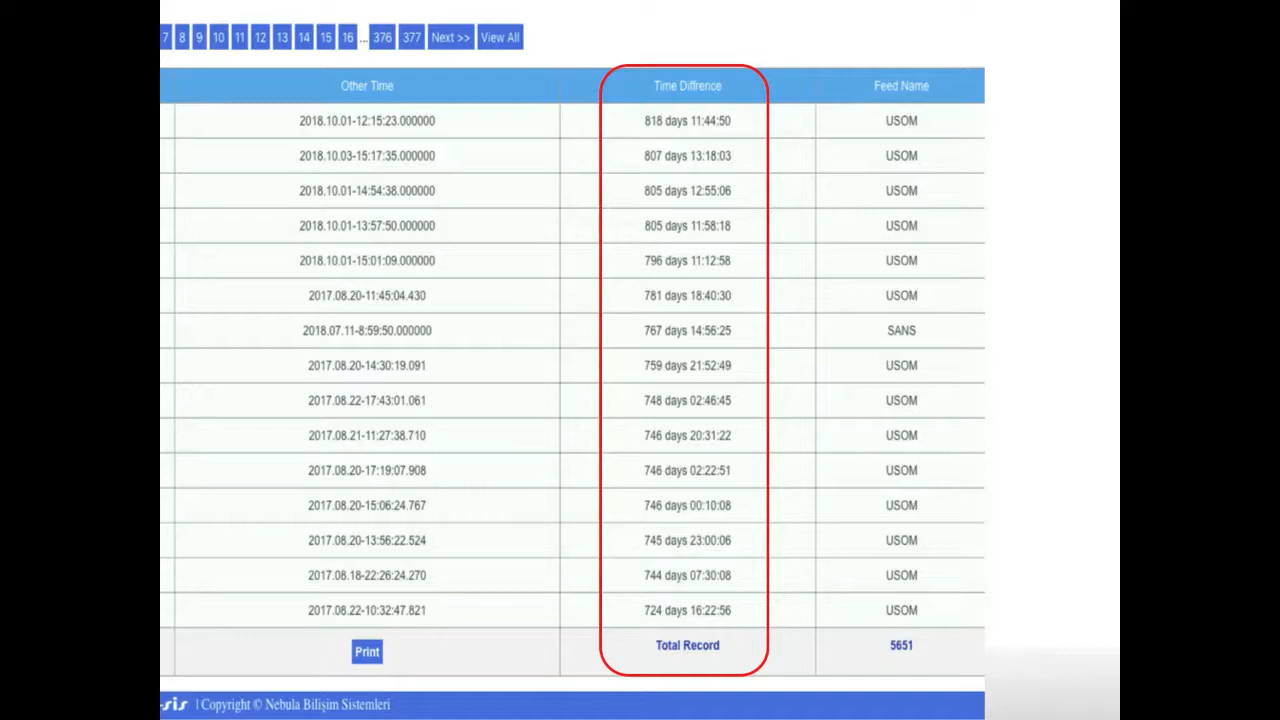 7 8 9 10 11 12 13 14 15 16 ... 376 377 Next >> View All
Other Time Time Diffrence Feed Name
2018.10.01-12:15:23.000000 818 days 11:44:50 USOM
2018.10.03-15:17:35.000000 807 days 13:18:03 USOM
2018.10.01-14:54:38.000000 805 days 12:55:06 USOM
2018.10.01-13:57:50.000000 805 days 11:58:18 USOM
2018.10.01-15:01:09.000000 796 days 11:12:58 USOM
2017.08.20-11:45:04.430 781 days 18:40:30 USOM
2018.07.11-8:59:50.000000 767 days 14:56:25 SANS
2017.08.20-14:30:19.091 759 days 21:52:49 USOM
2017.08.22-17:43:01.061 748 days 02:46:45 USOM
2017.08.21-11:27:38.710 746 days 20:31:22 USOM
2017.08.20-17:19:07.908 746 days 02:22:51 USOM
2017.08.20-15:06:24.767 746 days 00:10:08 USOM
2017.08.20-13:56:22.524 745 days 23:00:06 USOM
2017.08.18-22:26:24.270 744 days 07:30:08 USOM
2017.08.22-10:32:47.821 724 days 16:22:56 USOM
Print Total Record 5651
-sis | Copyright © Nebula Bilişim Sistemleri